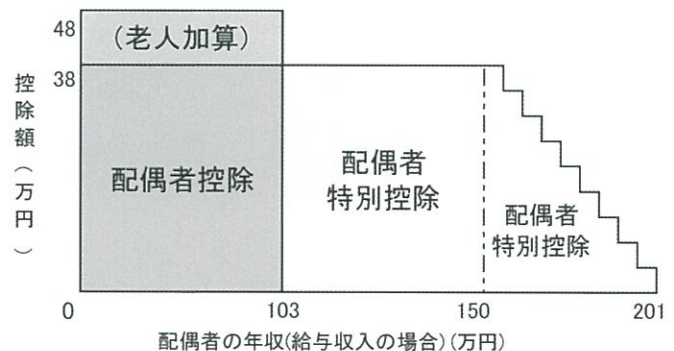 48
(老人加算)
38
控除額(万円)
配偶者控除
配偶者
特別控除
配偶者
特別控除
0
103
150
201
配偶者の年収(給与収入の場合)(万円)